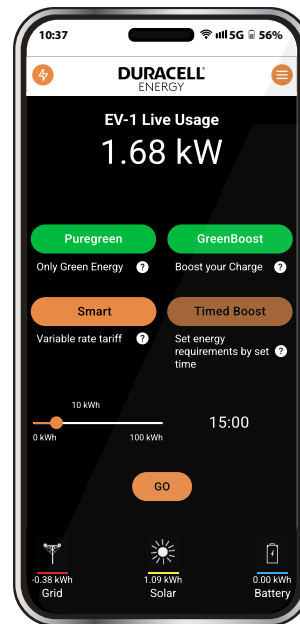 10:37 5G 56%
DURACELL
ENERGY
EV-1 Live Usage
1.68 kW
Puregreen GreenBoost
Only Green Energy ? Boost your Charge ?
Smart Timed Boost
Variable rate tariff ? Set energy
requirements by set ?
time
10 kWh
15:00
0 kWh 100 kWh
GO
-0.38 kWh 1.09 kWh 0.00 kWh
Grid Solar Battery